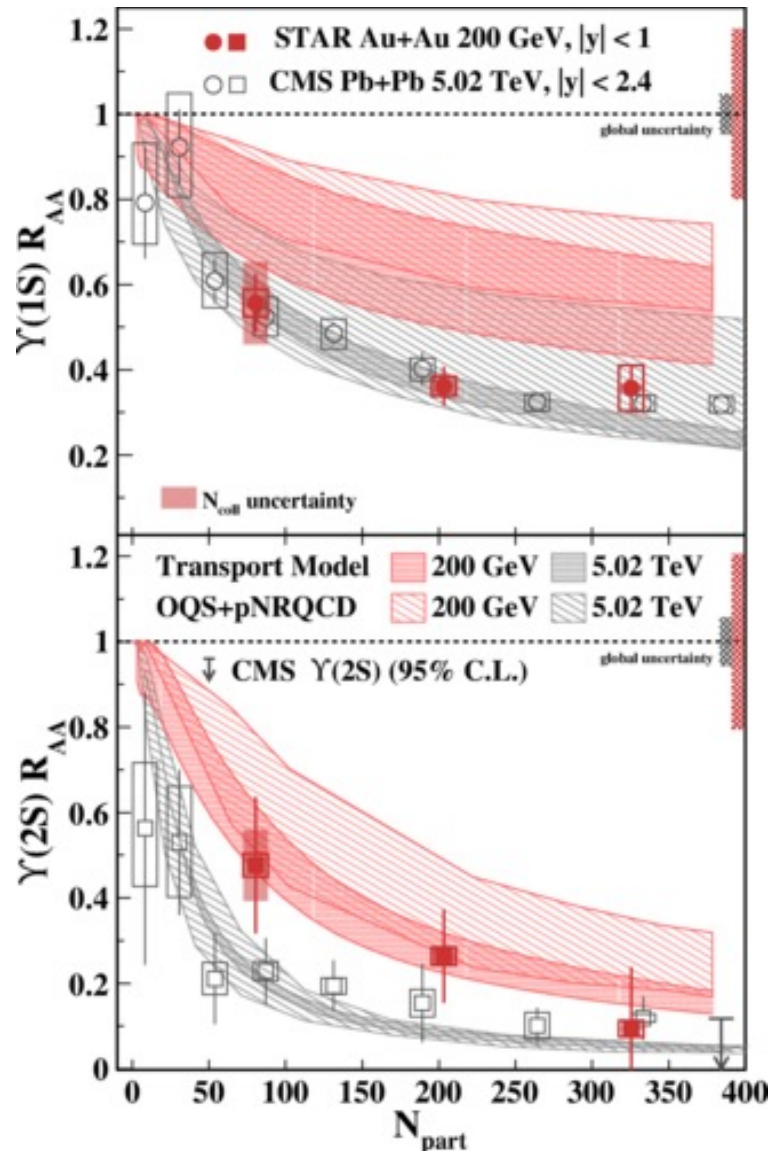 1.2
STAR Au+Au 200 GeV, |y| < 1
CMS Pb+Pb 5.02 TeV, |y| < 2.4
1
global uncertainty
0.8
0.6
0.4
0.2
ϒ(1S) R_AA
N_coll uncertainty
1.2
Transport Model 200 GeV 5.02 TeV
OQS+pNRQCD 200 GeV 5.02 TeV
1
global uncertainty
CMS ϒ(2S) (95% C.L.)
0.8
0.6
0.4
0.2
0
ϒ(2S) R_AA
0 50 100 150 200 250 300 350 400
N_part